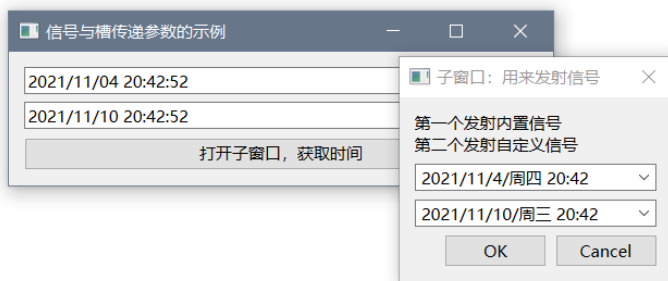 信号与槽传递参数的示例
2021/11/04 20:42:52
2021/11/10 20:42:52
打开子窗口，获取时间
子窗口：用来发射信号
第一个发射内置信号
第二个发射自定义信号
2021/11/4/周四 20:42
2021/11/10/周三 20:42
OK
Cancel